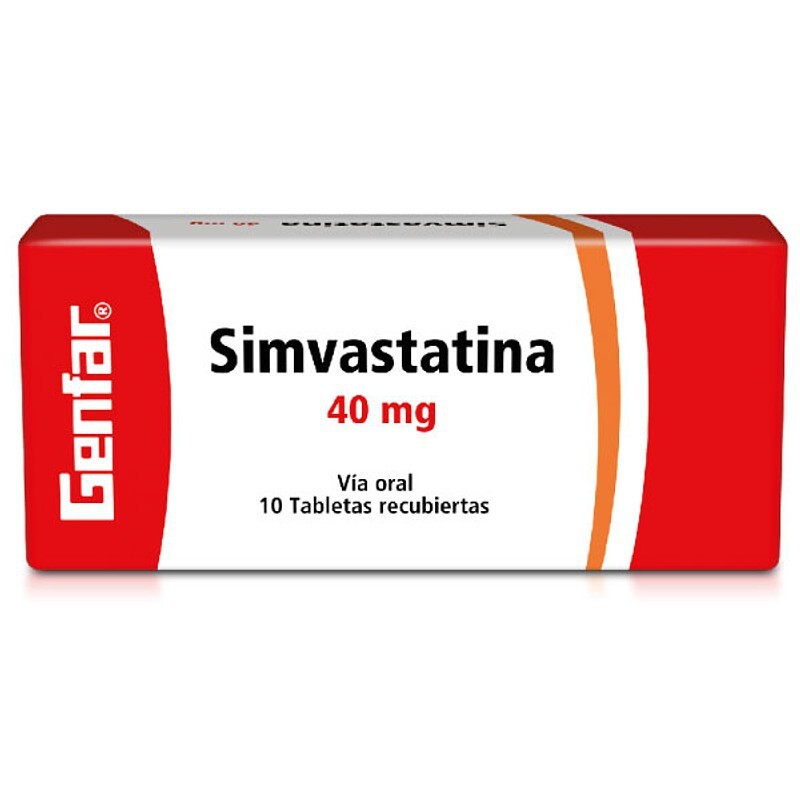 Simvastatina
40 mg
Genfar®
Simvastatina
40 mg
Vía oral
10 Tabletas recubiertas